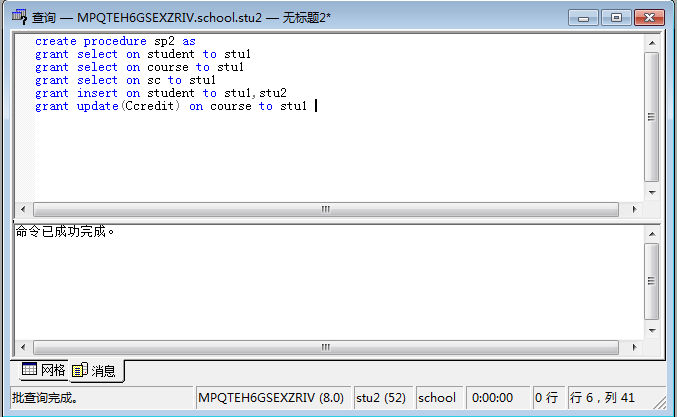 查询 — MPQTEH6GSEXZRIV.school.stu2 — 无标题2*
create procedure sp2 as
grant select on student to stu1
grant select on course to stu1
grant select on sc to stu1
grant insert on student to stu1,stu2
grant update(Ccredit) on course to stu1
命令已成功完成。
网格 消息
批查询完成。 MPQTEH6GSEXZRIV (8.0) stu2 (52) school 0:00:00 0 行 行 6，列 41